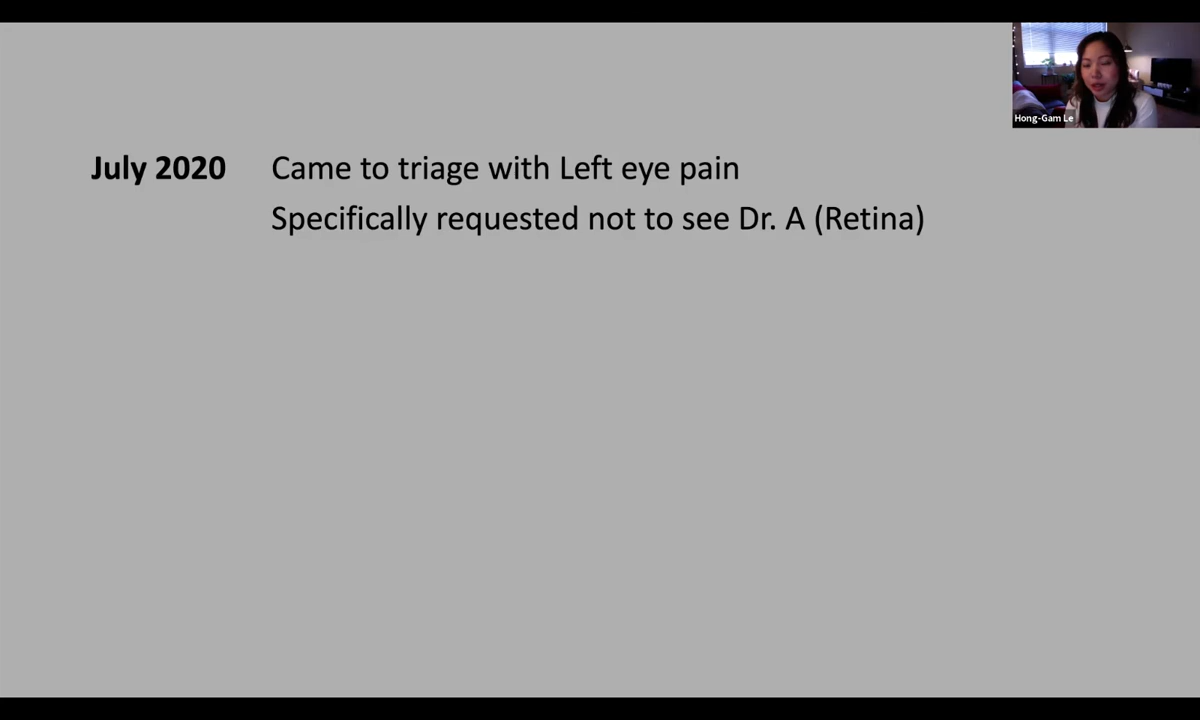 Hong-Gam Le
July 2020 Came to triage with Left eye pain
Specifically requested not to see Dr. A (Retina)